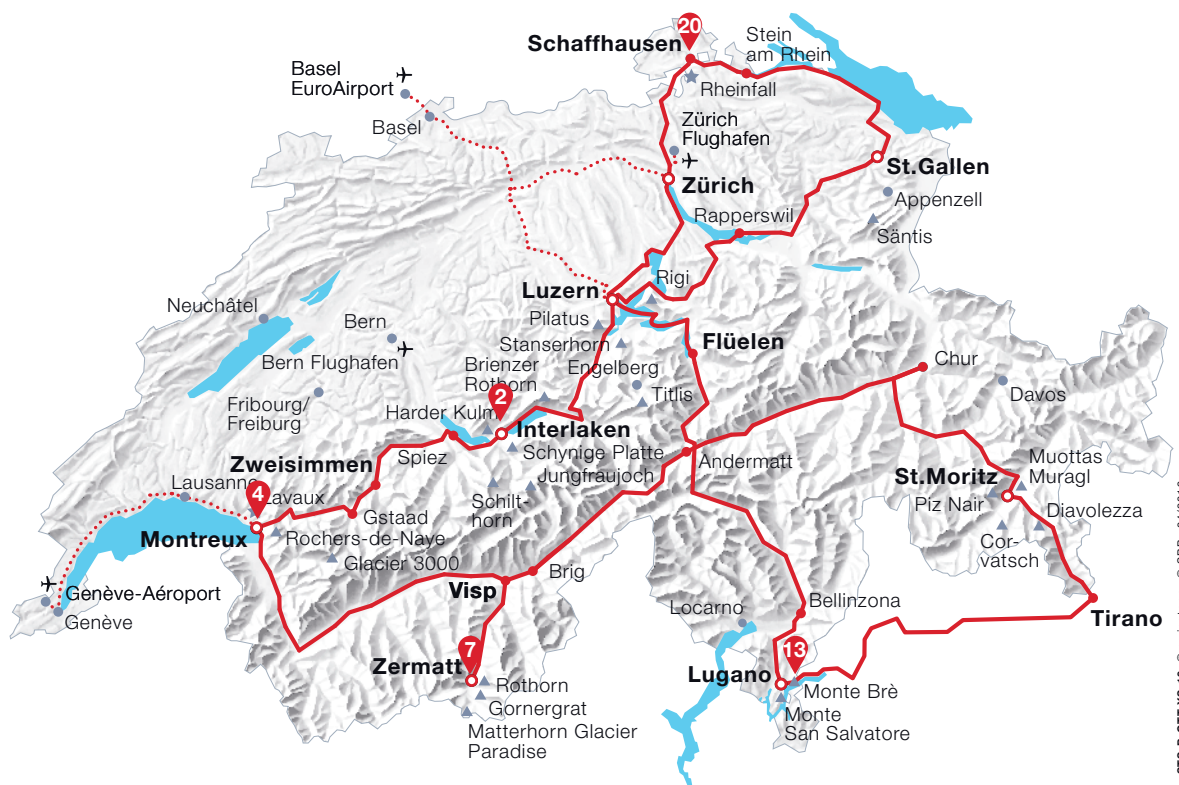 20
Schaffhausen
Stein
am Rhein
Basel
EuroAirport
Rheinfall
Basel
Zürich
Flughafen
St.Gallen
Zürich
Appenzell
Rapperswil
Säntis
Rigi
Luzern
Neuchâtel
Bern
Pilatus
Flüelen
Stanserhorn
Bern Flughafen
Brienzer
Rothorn
Engelberg
Chur
Titlis
Davos
Fribourg/
Freiburg
2
Harder Kulm
Interlaken
Schynige Platte
Spiez
Andermatt
Zweisimmen
Jungfraujoch
Muottas
Muragl
St.Moritz
Lausanne
4
Lavaux
Schilt-
horn
Piz Nair
Diavolezza
Gstaad
Montreux
Rochers-de-Naye
Cor-
vatsch
Glacier 3000
Brig
Visp
Genève-Aéroport
Genève
Locarno
Bellinzona
Tirano
7
13
Zermatt
Lugano
Rothorn
Monte Brè
Gornergrat
Monte
San Salvatore
Matterhorn Glacier
Paradise